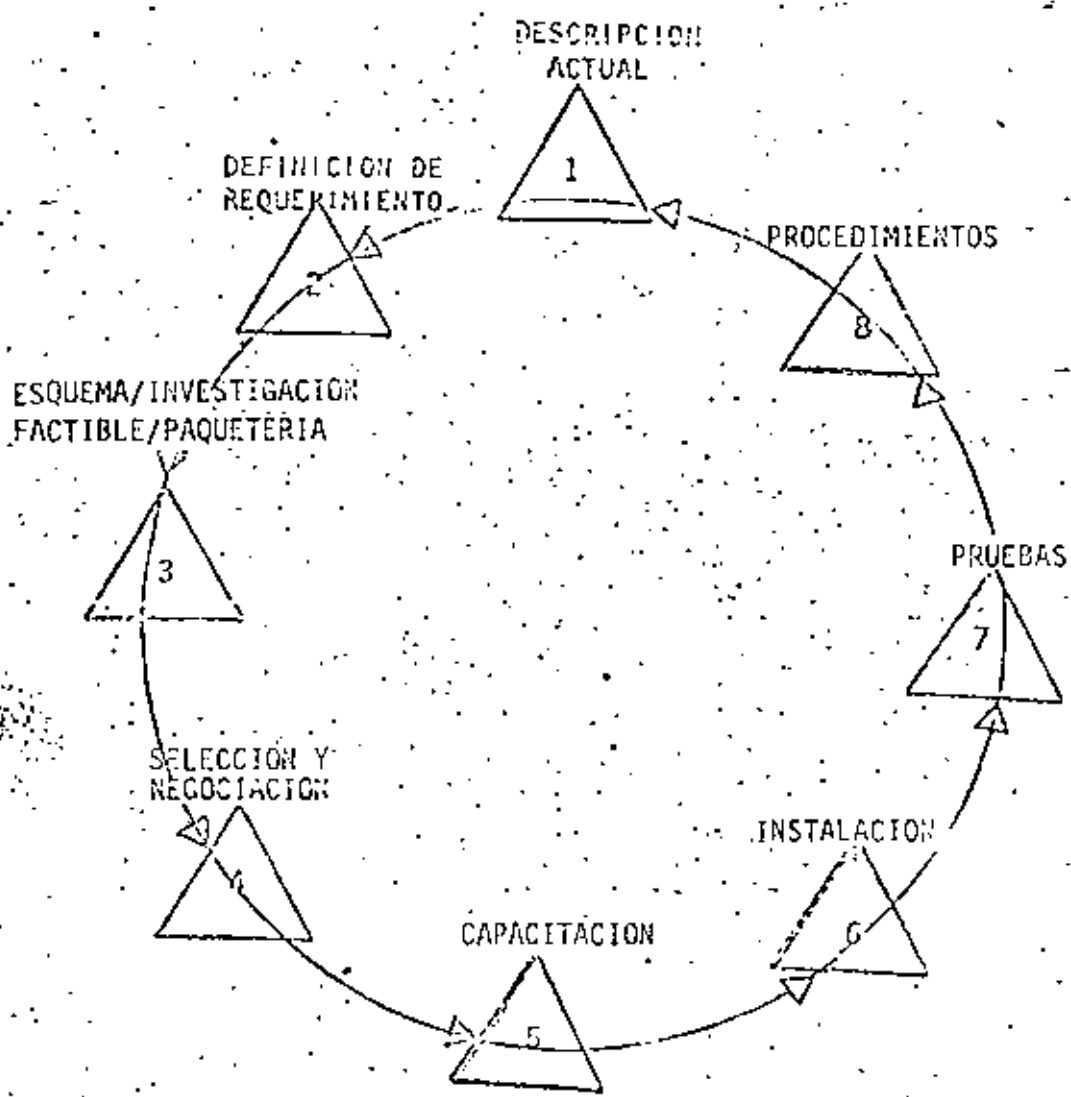 DESCRIPCION
ACTUAL
1
DEFINICION DE
REQUERIMIENTO
2
ESQUEMA/INVESTIGACION
FACTIBLE/PAQUETERIA
3
SELECCION Y
NEGOCIACION
4
CAPACITACION
5
INSTALACION
6
PRUEBAS
7
PROCEDIMIENTOS
8